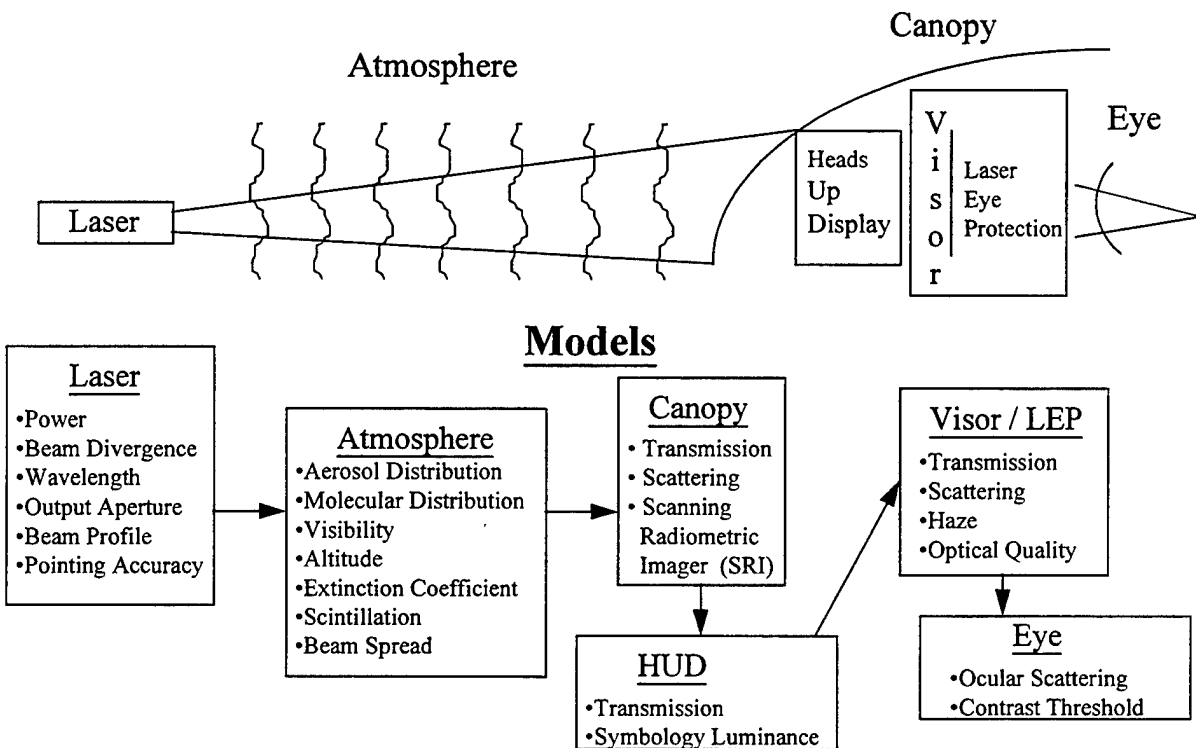 Canopy
Atmosphere
Eye
Laser
Heads
Up
Display
Visor
Laser
Eye
Protection
Models
Laser
•Power
•Beam Divergence
•Wavelength
•Output Aperture
•Beam Profile
•Pointing Accuracy
Atmosphere
•Aerosol Distribution
•Molecular Distribution
•Visibility
•Altitude
•Extinction Coefficient
•Scintillation
•Beam Spread
Canopy
• Transmission
• Scattering
• Scanning
Radiometric
Imager (SRI)
HUD
•Transmission
•Symbology Luminance
Visor / LEP
•Transmission
•Scattering
•Haze
•Optical Quality
Eye
•Ocular Scattering
•Contrast Threshold